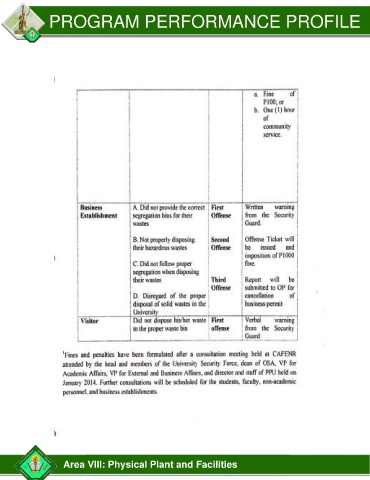 PROGRAM PERFORMANCE PROFILE
a. Fine of
P100; or
b. One (1) hour
of
community
service.
Business
Establishment
A. Did not provide the correct
segregation bins for their
wastes
First
Offense
Written warning
from the Security
Guard.
B. Not properly disposing
their hazardous wastes
Second
Offense
Offense Ticket will
be issued and
imposition of P1000
fine.
C. Did not follow proper
segregation when disposing
their wastes
D. Disregard of the proper
disposal of solid wastes in the
University
Third
Offense
Report will be
submitted to OP for
cancellation of
business permit
Visitor
Did not dispose his/her waste
in the proper waste bin
First
offense
Verbal warning
from the Security
Guard
¹Fines and penalties have been formulated after a consultation meeting held at CAFENR
attended by the head and members of the University Security Force, dean of OSA, VP for
Academic Affairs, VP for External and Business Affairs, and director and staff of PPU held on
January 2014. Further consultations will be scheduled for the students, faculty, non-academic
personnel, and business establishments.
Area VIII: Physical Plant and Facilities